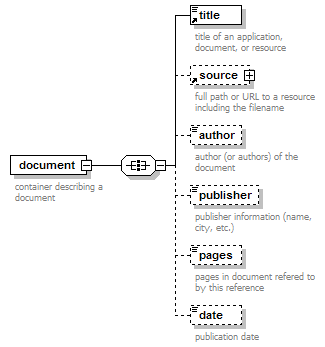 title
title of an application,
document, or resource
source
full path or URL to a resource
including the filename
author
author (or authors) of the
document
document
container describing a
document
publisher
publisher information (name,
city, etc.)
pages
pages in document refered to
by this reference
date
publication date